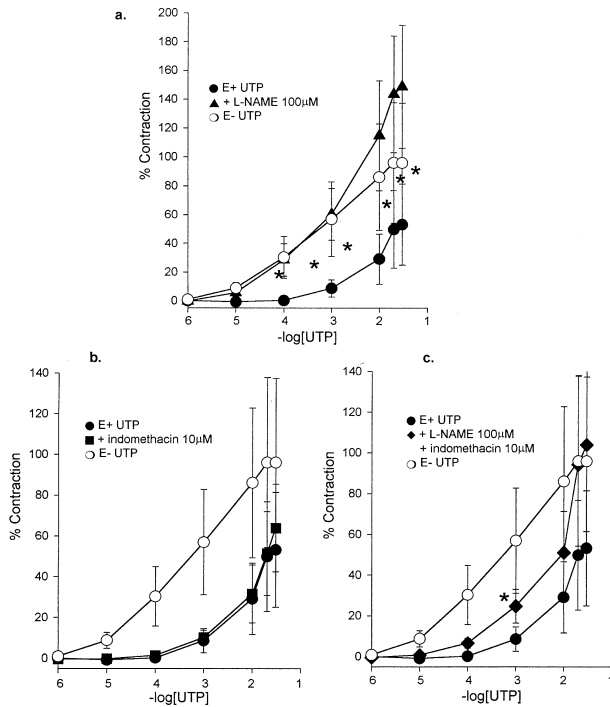 a.
% Contraction
200
180
160
140
120
100
80
60
40
20
0
E+ UTP
+ L-NAME 100μM
E- UTP
*
*
*
*
*
*
6 5 4 3 2 1
-log[UTP]
b.
% Contraction
140
120
100
80
60
40
20
0
E+ UTP
+ indomethacin 10μM
E- UTP
6 5 4 3 2 1
-log[UTP]
c.
% Contraction
140
120
100
80
60
40
20
0
E+ UTP
+ L-NAME 100μM
+ indomethacin 10μM
E- UTP
*
6 5 4 3 2 1
-log[UTP]